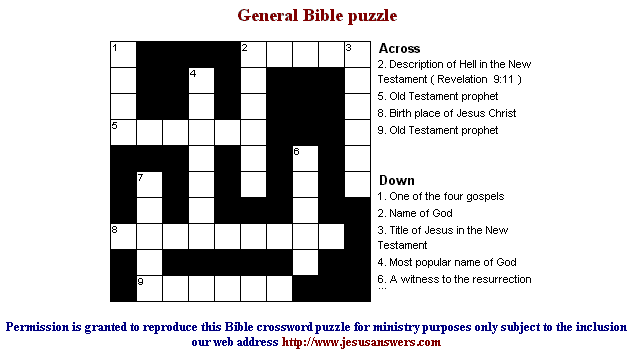 General Bible puzzle
1
2
3
4
5
6
7
8
9
Across
2. Description of Hell in the New
Testament ( Revelation 9:11 )
5. Old Testament prophet
8. Birth place of Jesus Christ
9. Old Testament prophet
Down
1. One of the four gospels
2. Name of God
3. Title of Jesus in the New
Testament
4. Most popular name of God
6. A witness to the resurrection
Permission is granted to reproduce this Bible crossword puzzle for ministry purposes only subject to the inclusion
our web address http://www.jesusanswers.com